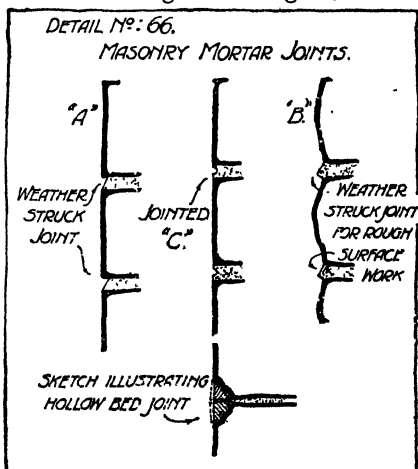 DETAIL Nº: 66.
MASONRY MORTAR JOINTS.
"A"
WEATHER
STRUCK
JOINT
JOINTED
"C."
"B."
WEATHER
STRUCK JOINT
FOR ROUGH
SURFACE
WORK
SKETCH ILLUSTRATING
HOLLOW BED JOINT